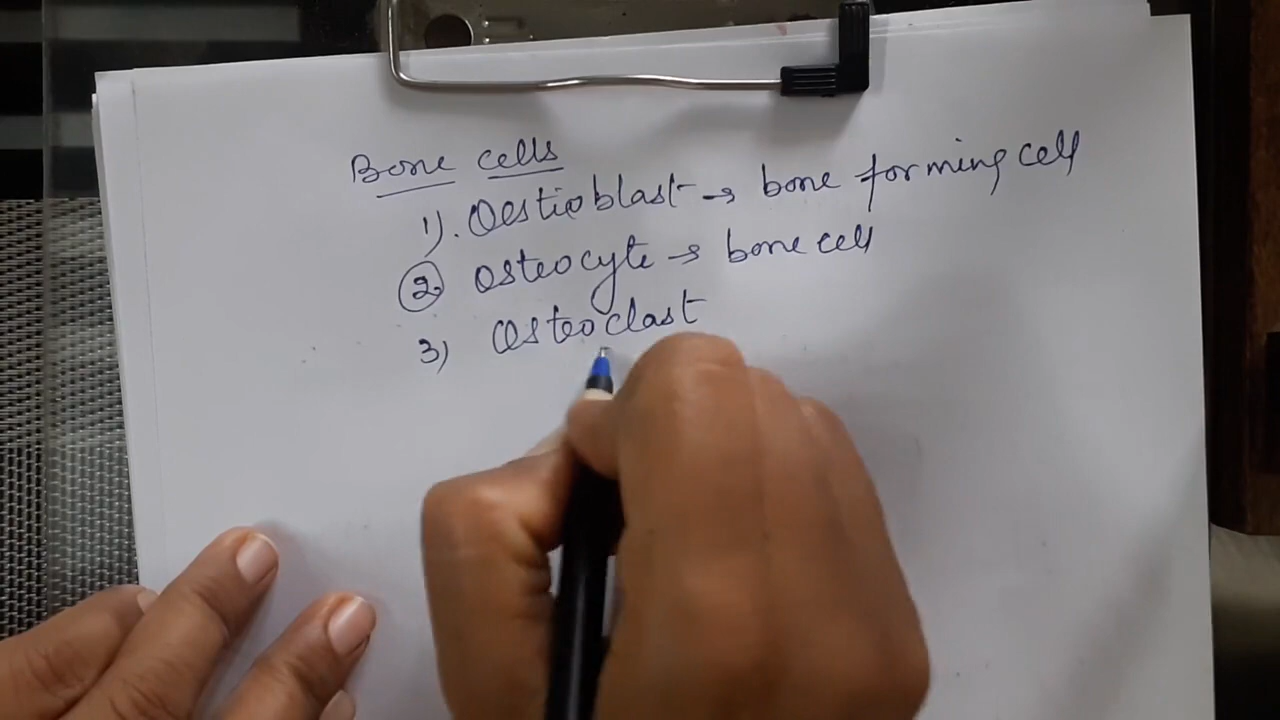 Bone cells
1). Oestioblast → bone forming cell
② Osteocyte → bone cell
3) Osteoclast